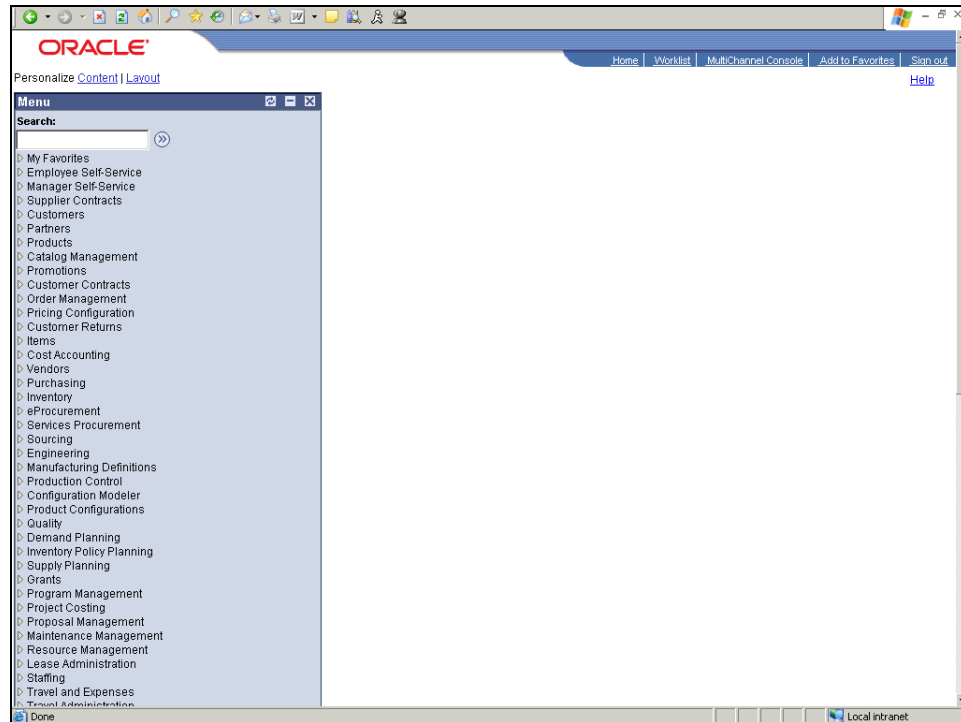 ORACLE
Home | Worklist | MultiChannel Console | Add to Favorites | Sign out
Personalize Content | Layout
Help
Menu
Search:
My Favorites
Employee Self-Service
Manager Self-Service
Supplier Contracts
Customers
Partners
Products
Catalog Management
Promotions
Customer Contracts
Order Management
Pricing Configuration
Customer Returns
Items
Cost Accounting
Vendors
Purchasing
Inventory
eProcurement
Services Procurement
Sourcing
Engineering
Manufacturing Definitions
Production Control
Configuration Modeler
Product Configurations
Quality
Demand Planning
Inventory Policy Planning
Supply Planning
Grants
Program Management
Project Costing
Proposal Management
Maintenance Management
Resource Management
Lease Administration
Staffing
Travel and Expenses
Travel Administration
Done
Local intranet